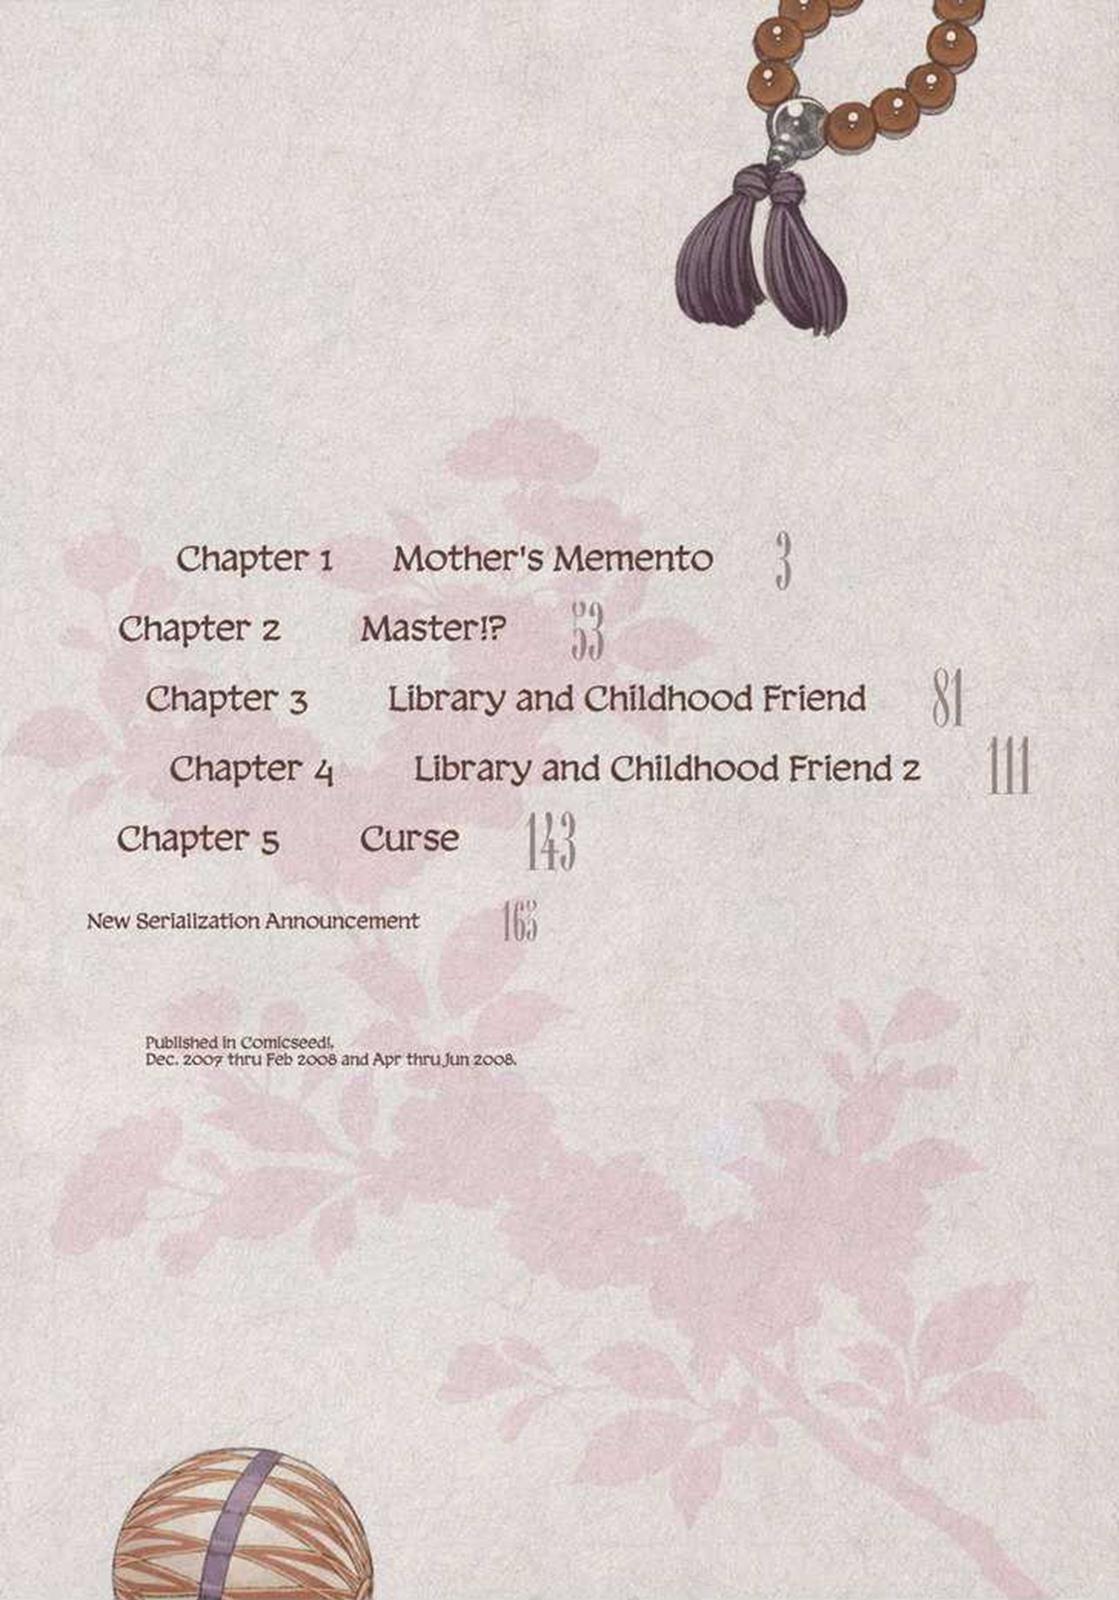 Chapter 1 Mother's Memento 3
Chapter 2 Master!? 53
Chapter 3 Library and Childhood Friend 81
Chapter 4 Library and Childhood Friend 2 111
Chapter 5 Curse 143
New Serialization Announcement 163
Published in Comicseed!,
Dec. 2007 thru Feb 2008 and Apr thru Jun 2008.